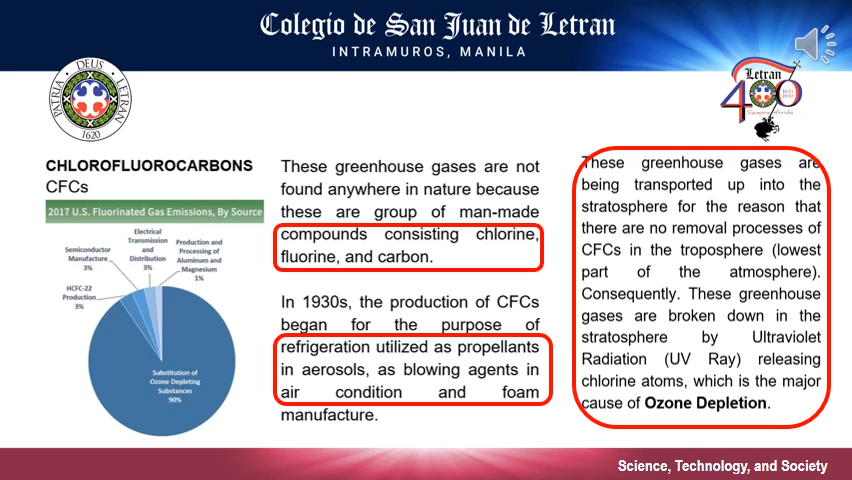 Colegio de San Juan de Letran
INTRAMUROS, MANILA
PATRIA DEUS LETRAN
1620
Letran
400
CHLOROFLUOROCARBONS
CFCs
2017 U.S. Fluorinated Gas Emissions, By Source
Electrical
Transmission
and
Distribution
3%
Semiconductor
Manufacture
3%
Production and
Processing of
Aluminum and
Magnesium
1%
HCFC-22
Production
3%
Substitution of
Ozone Depleting
Substances
90%
These greenhouse gases are not
found anywhere in nature because
these are group of man-made
compounds consisting chlorine,
fluorine, and carbon.
In 1930s, the production of CFCs
began for the purpose of
refrigeration utilized as propellants
in aerosols, as blowing agents in
air condition and foam
manufacture.
These greenhouse gases are
being transported up into the
stratosphere for the reason that
there are no removal processes of
CFCs in the troposphere (lowest
part of the atmosphere).
Consequently. These greenhouse
gases are broken down in the
stratosphere by Ultraviolet
Radiation (UV Ray) releasing
chlorine atoms, which is the major
cause of Ozone Depletion.
Science, Technology, and Society